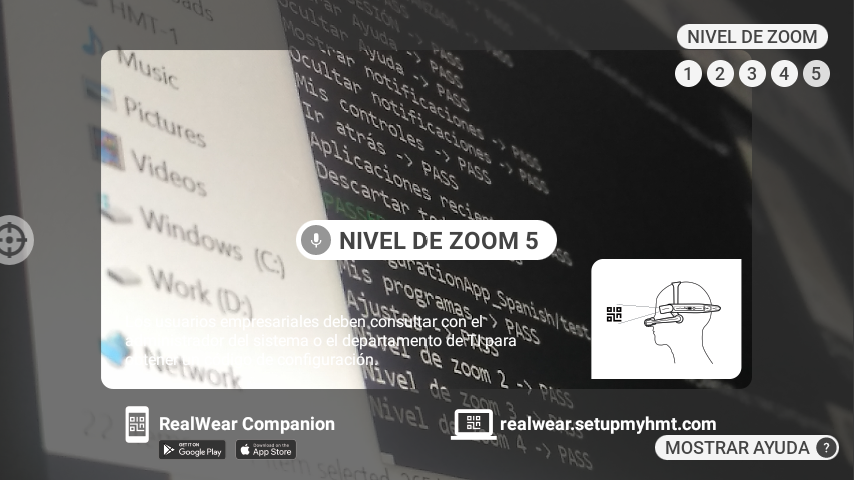 HMT-1
Music
Pictures
Videos
Windows (C:)
Work (D:)
Network
Ocultar Ayuda -> PASS
Mostrar notificaciones -> PASS
Ocultar notificaciones -> PASS
Mis controles -> PASS
Ir atrás -> PASS
Aplicaciones
Descartar
Mis programas -> PASS
Ajustes
Nivel de zoom 2 -> PASS
Nivel de zoom 3 -> PASS
Nivel de zoom 4 -> PASS
NIVEL DE ZOOM
1 2 3 4 5
NIVEL DE ZOOM 5
empresariales deben consultar con el
del sistema o el departamento de TI para
configuración.
RealWear Companion
GET IT ON
Google Play
Download on the
App Store
realwear.setupmyhmt.com
MOSTRAR AYUDA ?